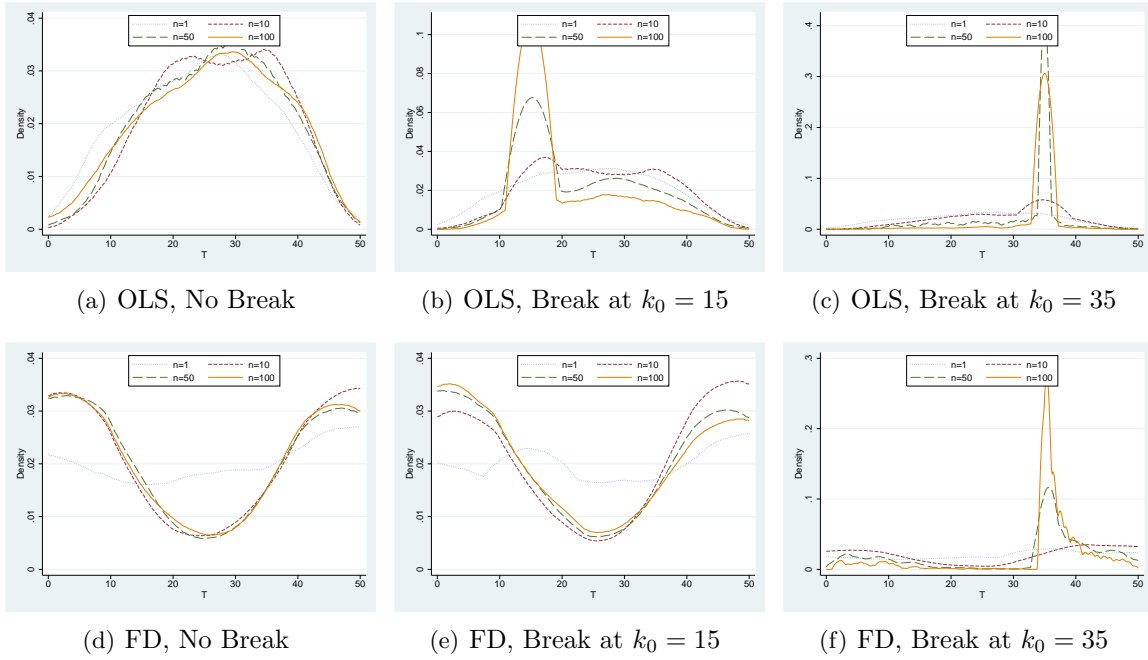 n=1 n=10
n=50 n=100
Density
0 .01 .02 .03 .04
0 10 20 30 40 50
T
(a) OLS, No Break
n=1 n=10
n=50 n=100
Density
0 .02 .04 .06 .08 .1
0 10 20 30 40 50
T
(b) OLS, Break at k₀ = 15
n=1 n=10
n=50 n=100
Density
0 .1 .2 .3 .4
0 10 20 30 40 50
T
(c) OLS, Break at k₀ = 35
n=1 n=10
n=50 n=100
Density
0 .01 .02 .03 .04
0 10 20 30 40 50
T
(d) FD, No Break
n=1 n=10
n=50 n=100
Density
0 .01 .02 .03 .04
0 10 20 30 40 50
T
(e) FD, Break at k₀ = 15
n=1 n=10
n=50 n=100
Density
0 .1 .2 .3
0 10 20 30 40 50
T
(f) FD, Break at k₀ = 35